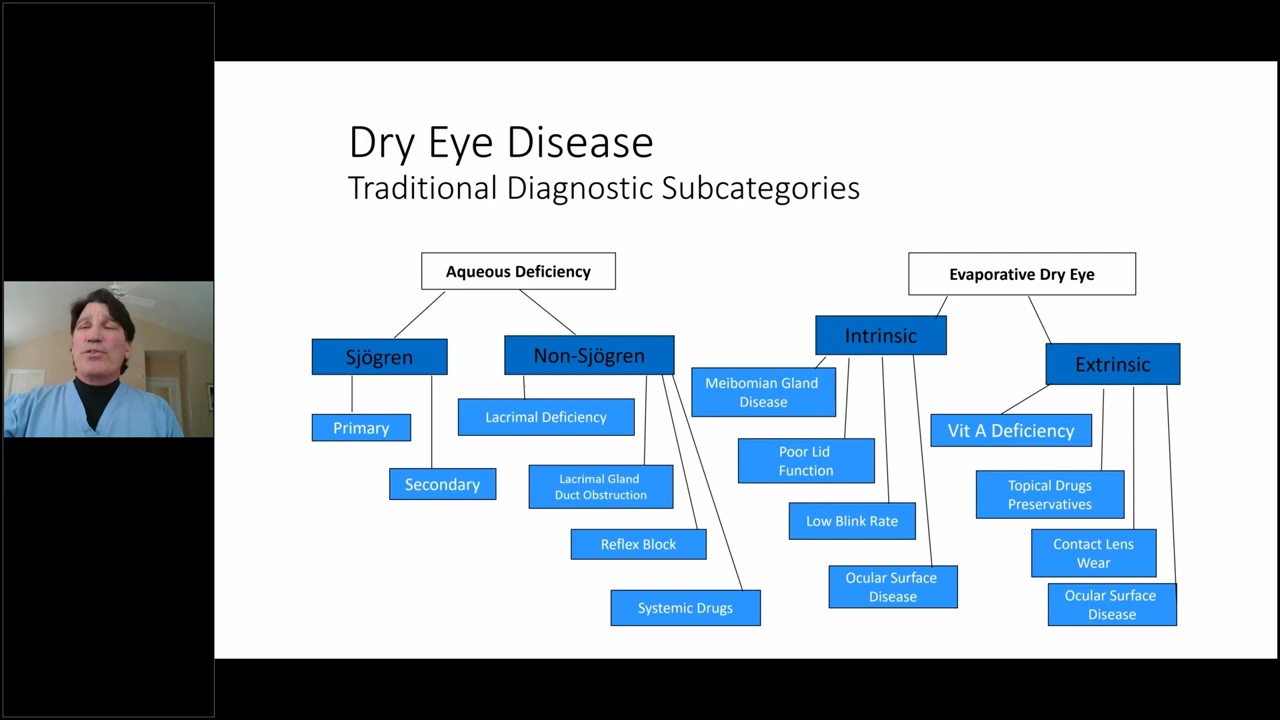 Dry Eye Disease
Traditional Diagnostic Subcategories
Aqueous Deficiency
Sjögren
Primary
Secondary
Non-Sjögren
Lacrimal Deficiency
Lacrimal Gland
Duct Obstruction
Reflex Block
Systemic Drugs
Evaporative Dry Eye
Intrinsic
Meibomian Gland
Disease
Poor Lid
Function
Low Blink Rate
Ocular Surface
Disease
Extrinsic
Vit A Deficiency
Topical Drugs
Preservatives
Contact Lens
Wear
Ocular Surface
Disease